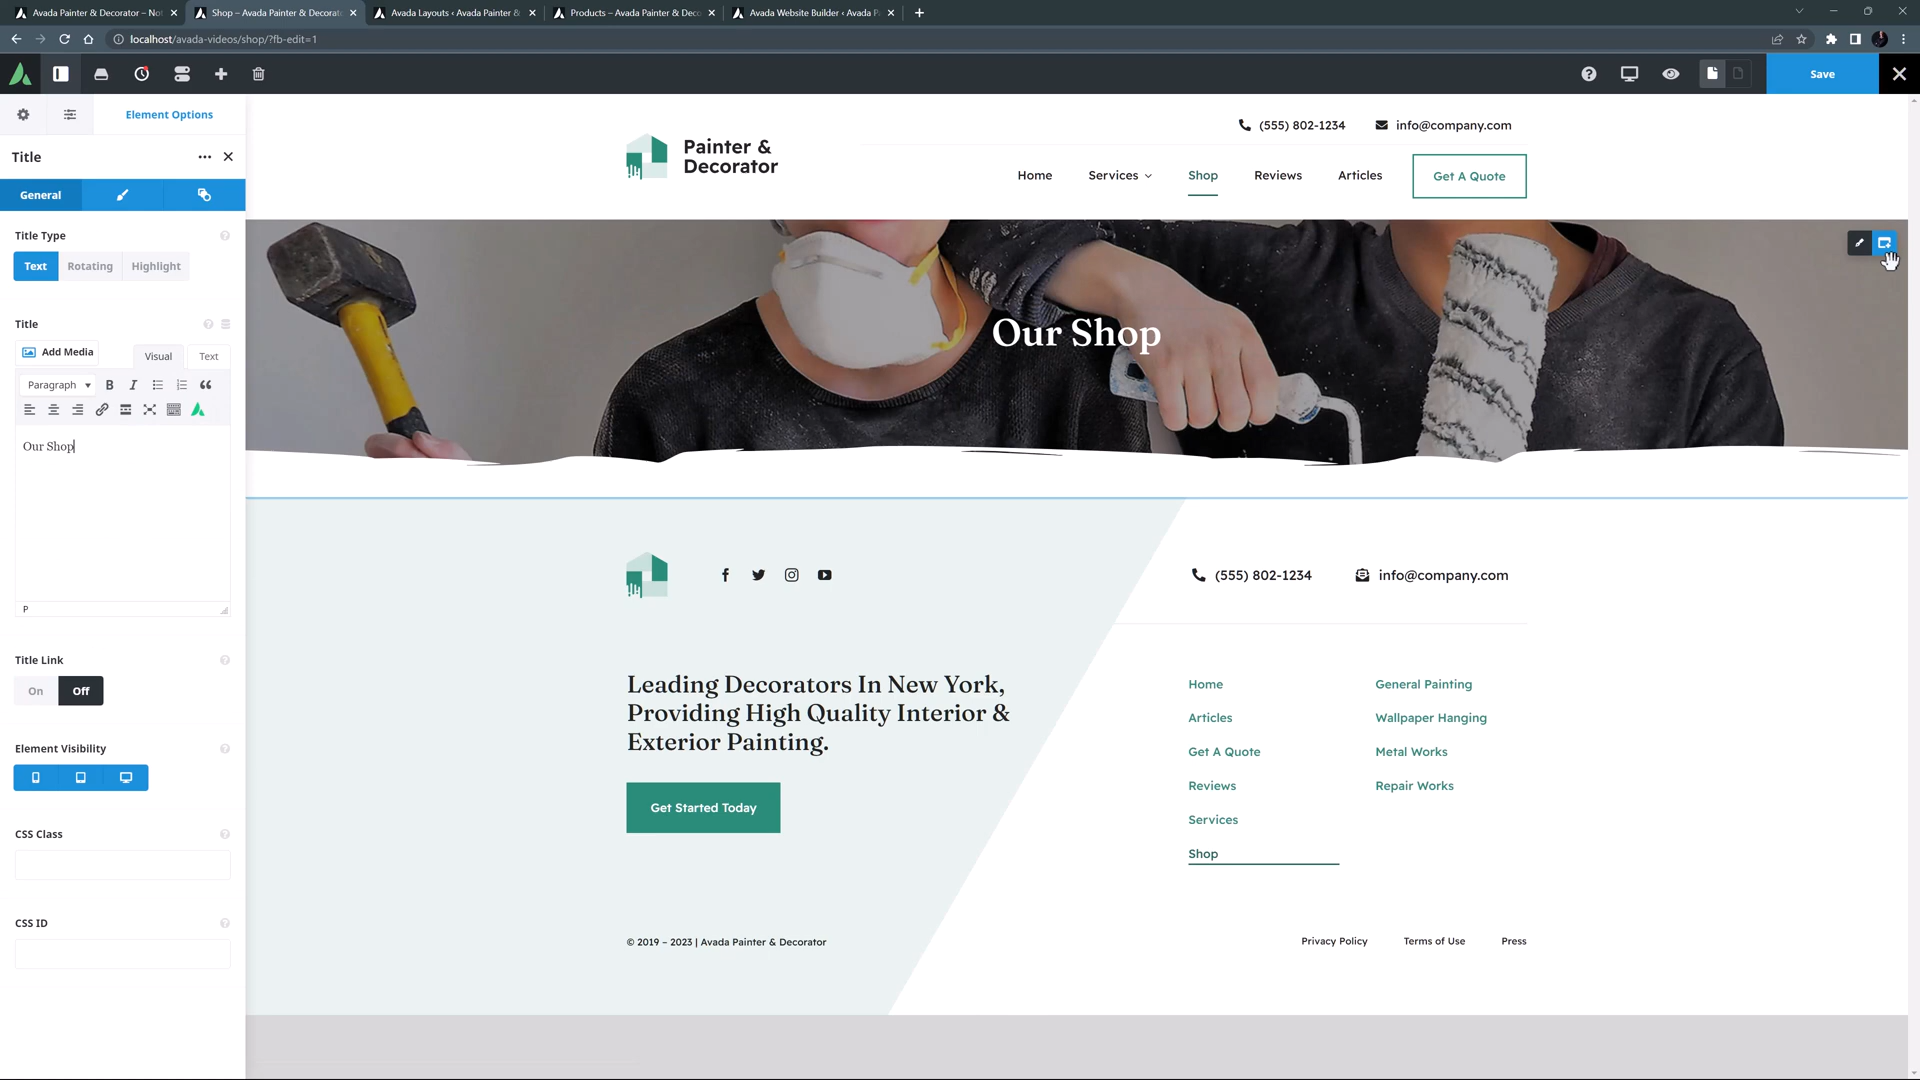 Avada Painter & Decorator – Not
Shop – Avada Painter & Decorat
Avada Layouts ‹ Avada Painter &
Products – Avada Painter & Deco
Avada Website Builder ‹ Avada P
localhost/avada-videos/shop/?fb-edit=1
Save
Element Options
Title
General
Title Type
Text
Rotating
Highlight
Title
Add Media
Visual
Text
Paragraph
Our Shop
P
Title Link
On
Off
Element Visibility
CSS Class
CSS ID
(555) 802-1234
info@company.com
Painter &
Decorator
Home
Services
Shop
Reviews
Articles
Get A Quote
Our Shop
(555) 802-1234
info@company.com
Leading Decorators In New York,
Providing High Quality Interior &
Exterior Painting.
Get Started Today
Home
Articles
Get A Quote
Reviews
Services
Shop
General Painting
Wallpaper Hanging
Metal Works
Repair Works
© 2019 – 2023 | Avada Painter & Decorator
Privacy Policy
Terms of Use
Press